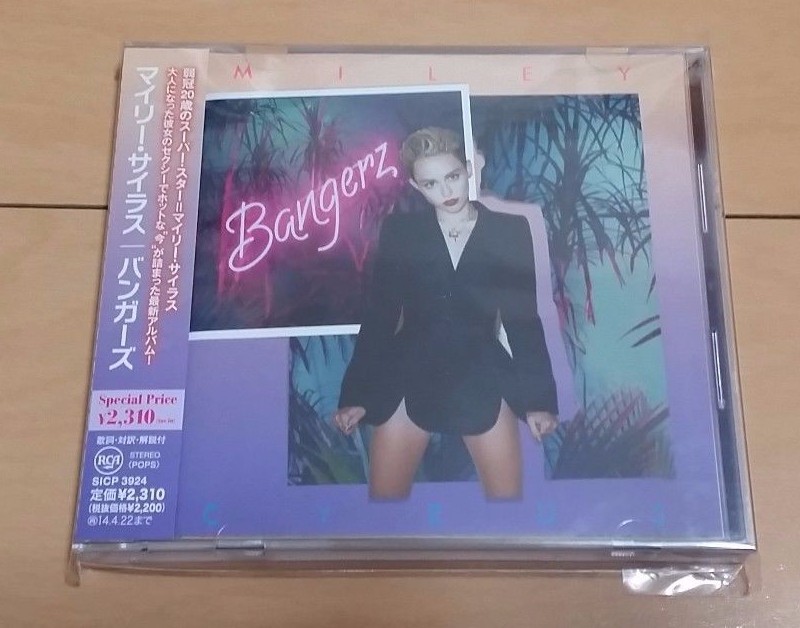 MILEY
Bangerz
CYRUS
弱冠20歳のスーパー・スター=マイリー・サイラス
大人になった彼女のセクシーでホットな“今”が詰まった最新アルバム!
マイリー・サイラス|バンガーズ
Special Price
¥2,310
歌詞・対訳・解説付
RCA
STEREO
(POPS)
SICP 3924
定価¥2,310
(税抜価格¥2,200)
14.4.22まで